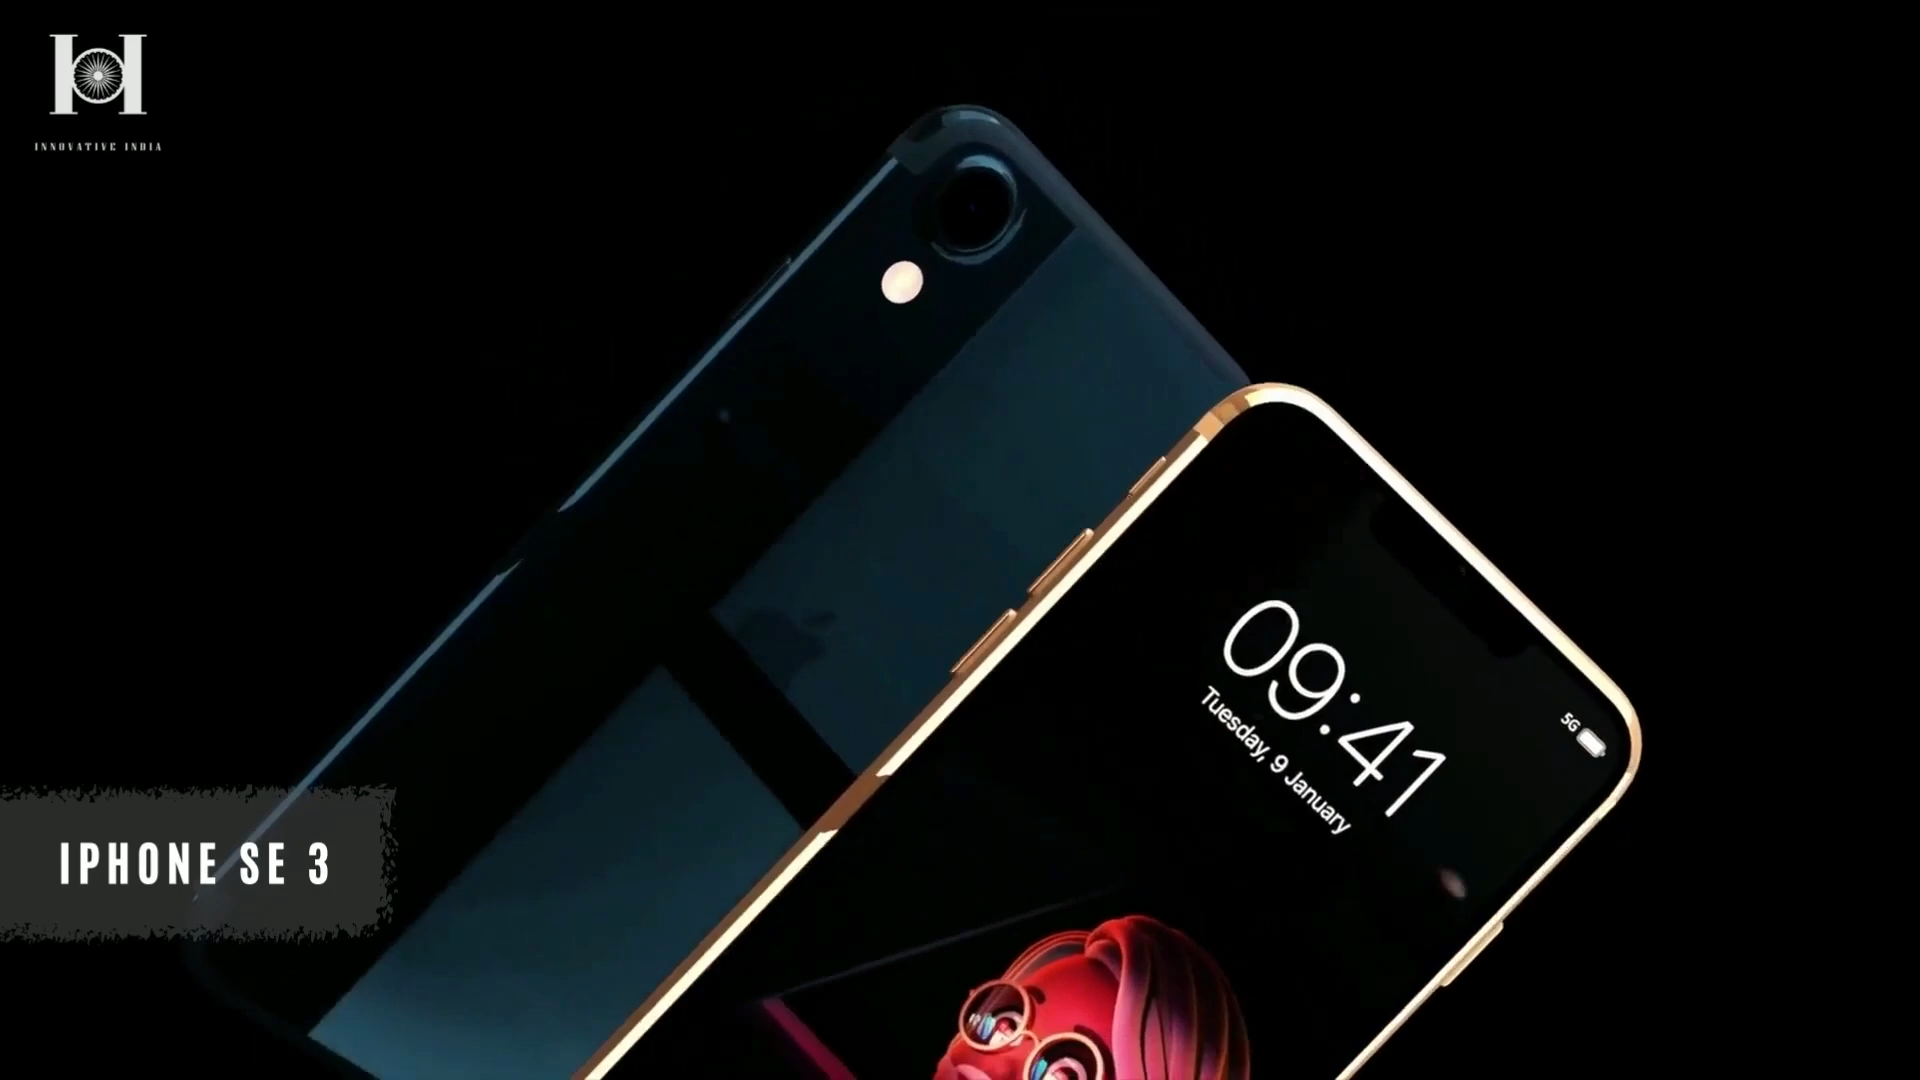 INNOVATIVE INDIA
09:41
Tuesday, 9 January
5G
IPHONE SE 3